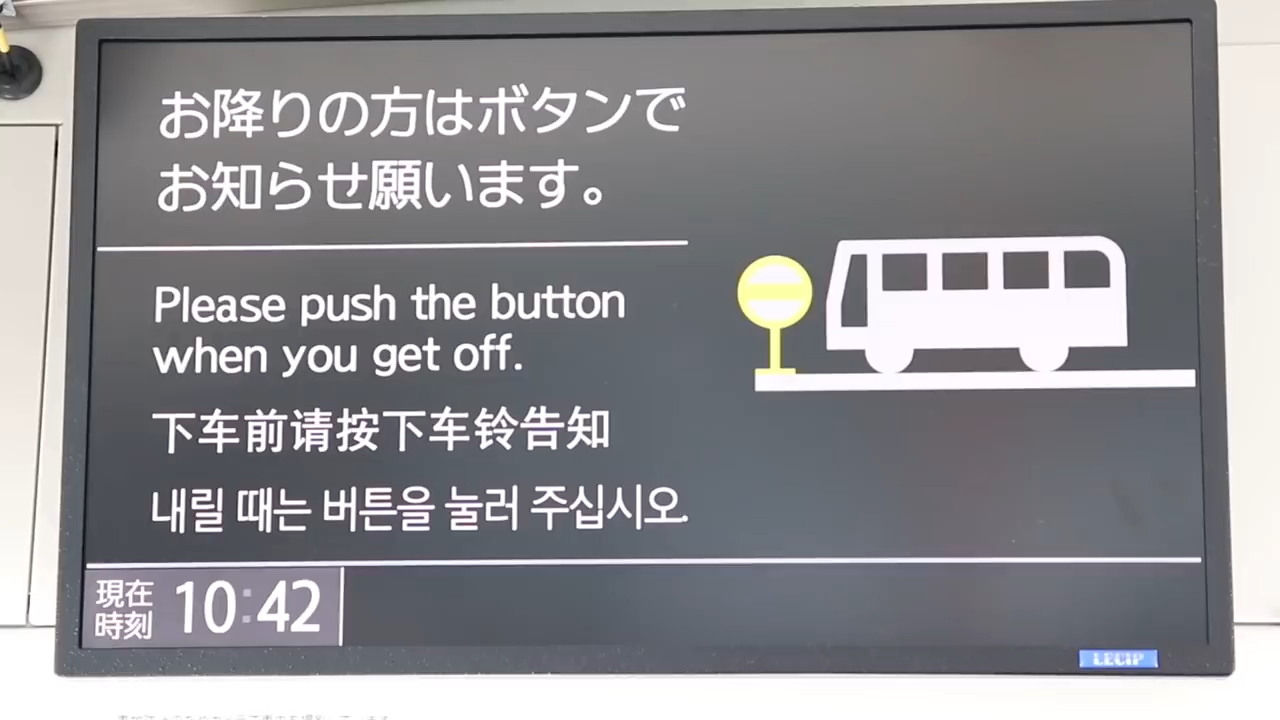 お降りの方はボタンで
お知らせ願います。
Please push the button
when you get off.
下车前请按下车铃告知
내릴 때는 버튼을 눌러 주십시오.
現在
時刻
10:42
LECIP